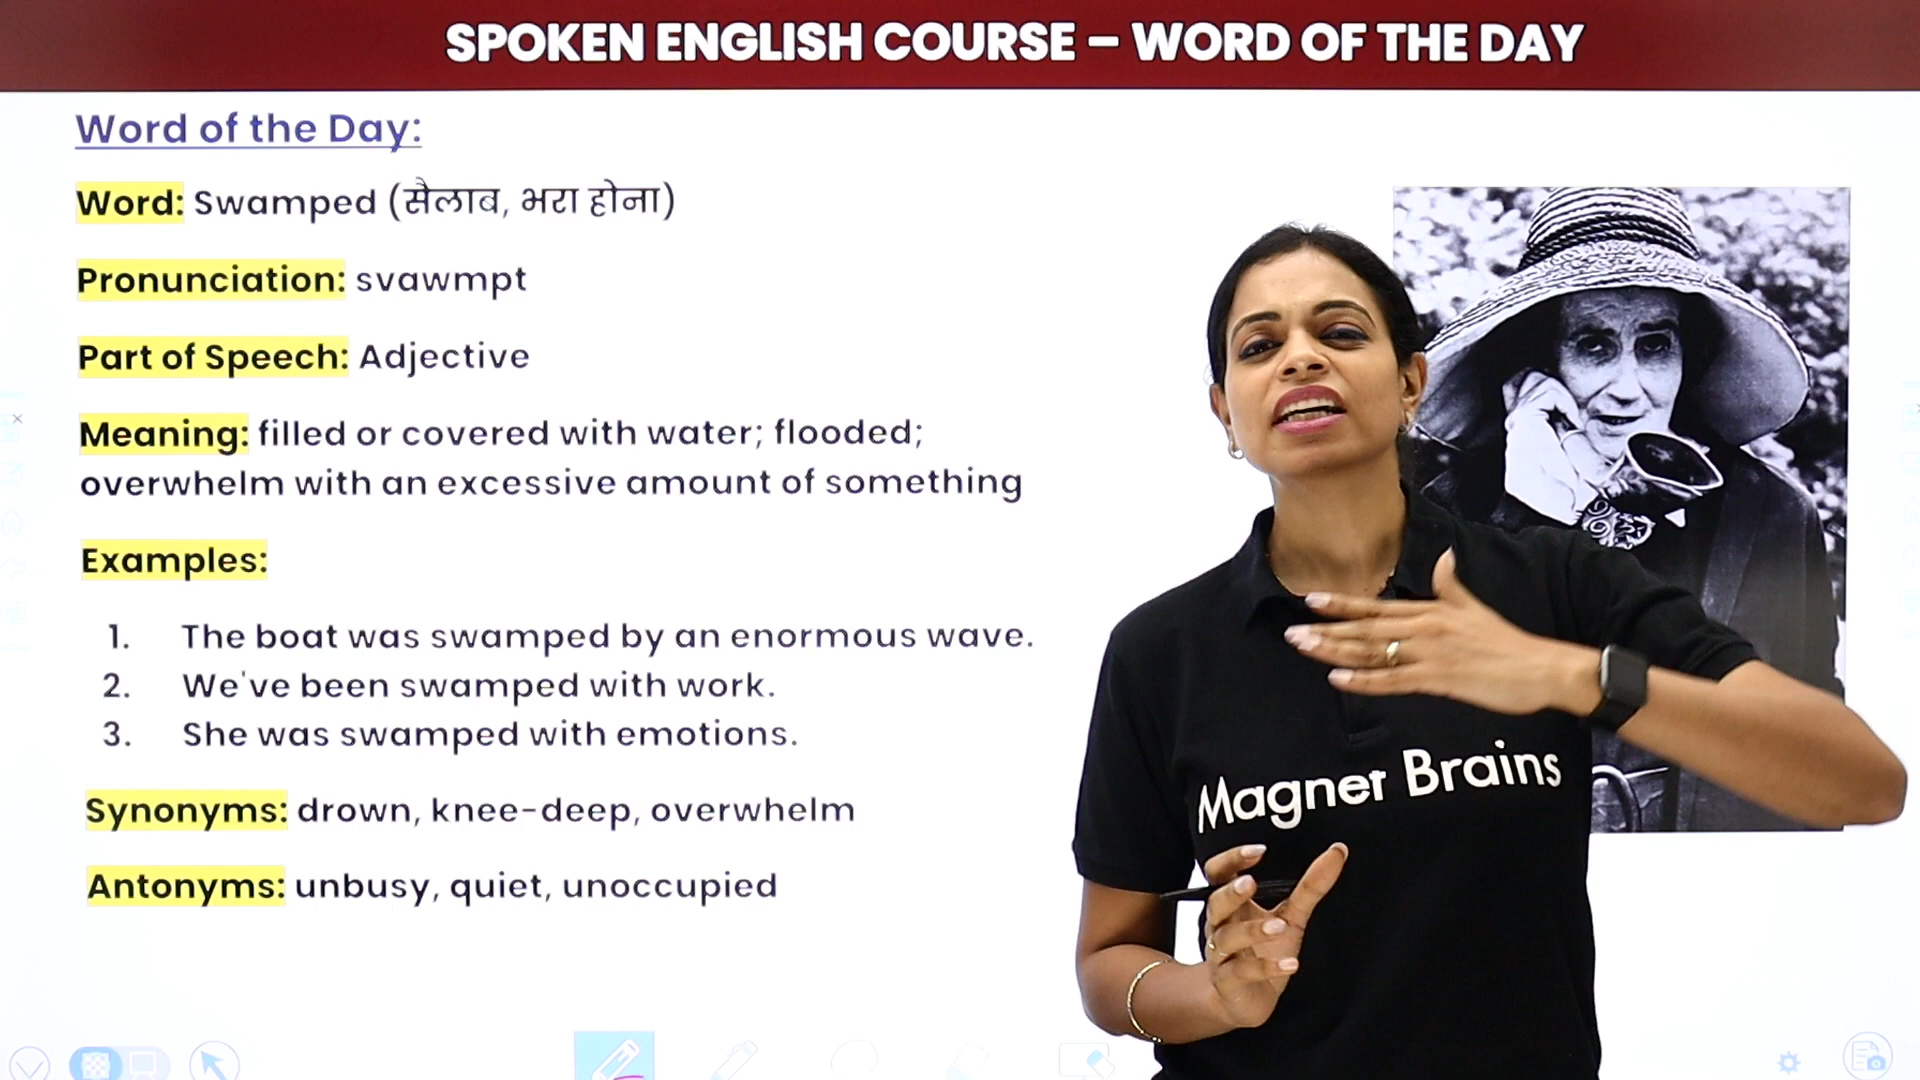 SPOKEN ENGLISH COURSE – WORD OF THE DAY
Word of the Day:
Word: Swamped (सैलाब, भरा होना)
Pronunciation: svawmpt
Part of Speech: Adjective
Meaning: filled or covered with water; flooded;
overwhelm with an excessive amount of something
Examples:
1. The boat was swamped by an enormous wave.
2. We've been swamped with work.
3. She was swamped with emotions.
Synonyms: drown, knee-deep, overwhelm
Antonyms: unbusy, quiet, unoccupied
Magnet Brains